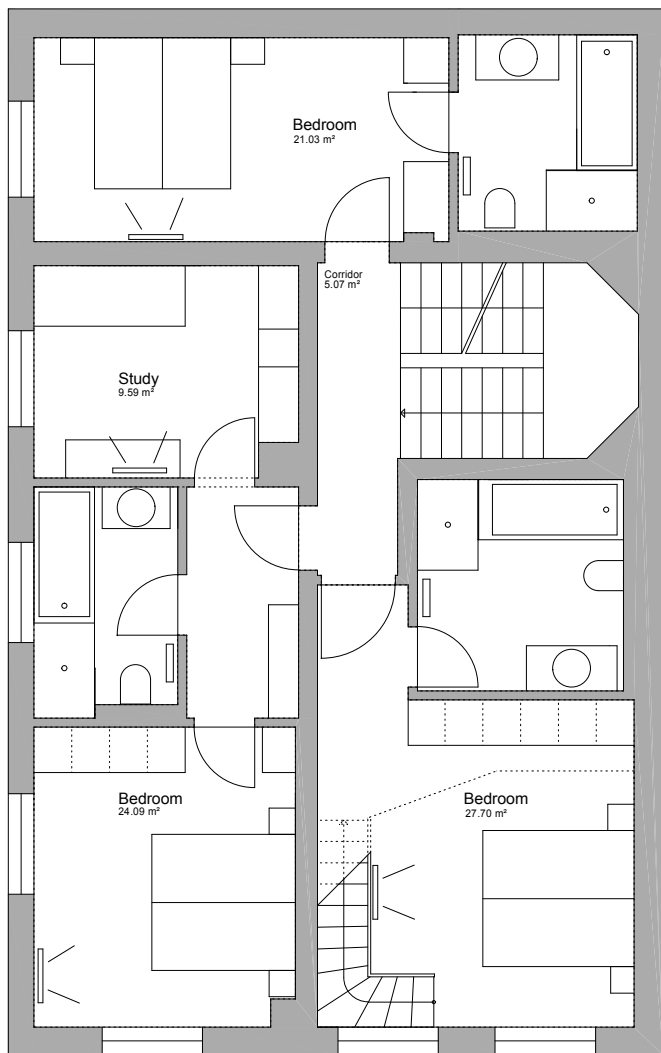 Bedroom
21.03 m²
Corridor
5.07 m²
Study
9.59 m²
Bedroom
24.09 m²
Bedroom
27.70 m²